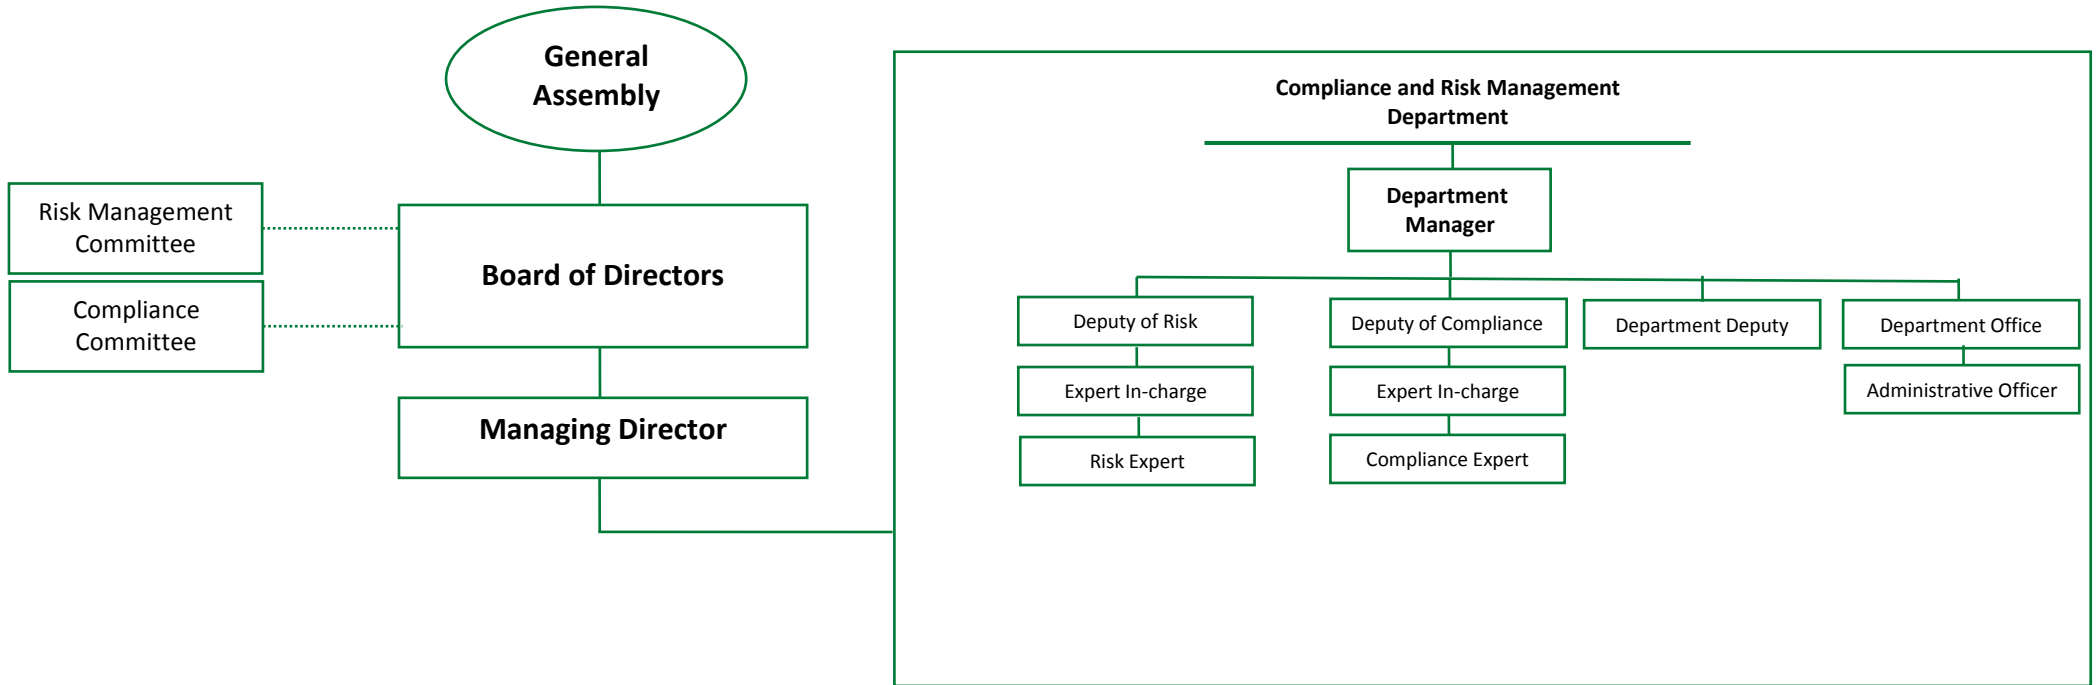 General
Assembly
Risk Management
Committee
Compliance
Committee
Board of Directors
Managing Director
Compliance and Risk Management
Department
Department
Manager
Deputy of Risk
Deputy of Compliance
Department Deputy
Department Office
Expert In-charge
Expert In-charge
Administrative Officer
Risk Expert
Compliance Expert